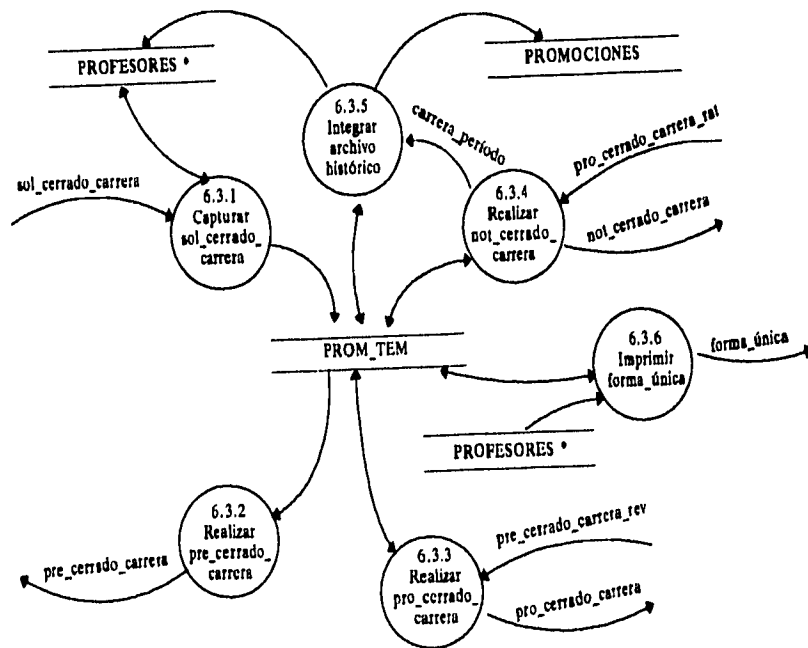 PROFESORES *
PROMOCIONES
6.3.5
Integrar
archivo
histórico
carrera_período
pro_cerrado_carrera_rat
sol_cerrado_carrera
6.3.1
Capturar
sol_cerrado_
carrera
6.3.4
Realizar
not_cerrado_
carrera
not_cerrado_carrera
PROM_TEM
6.3.6
Imprimir
forma_única
forma_única
PROFESORES *
6.3.2
Realizar
pre_cerrado_
carrera
pre_cerrado_carrera
6.3.3
Realizar
pro_cerrado_
carrera
pre_cerrado_carrera_rev
pro_cerrado_carrera